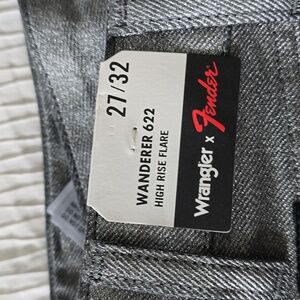 27/32
WANDERER 622
HIGH RISE FLARE
Wrangler x Fender